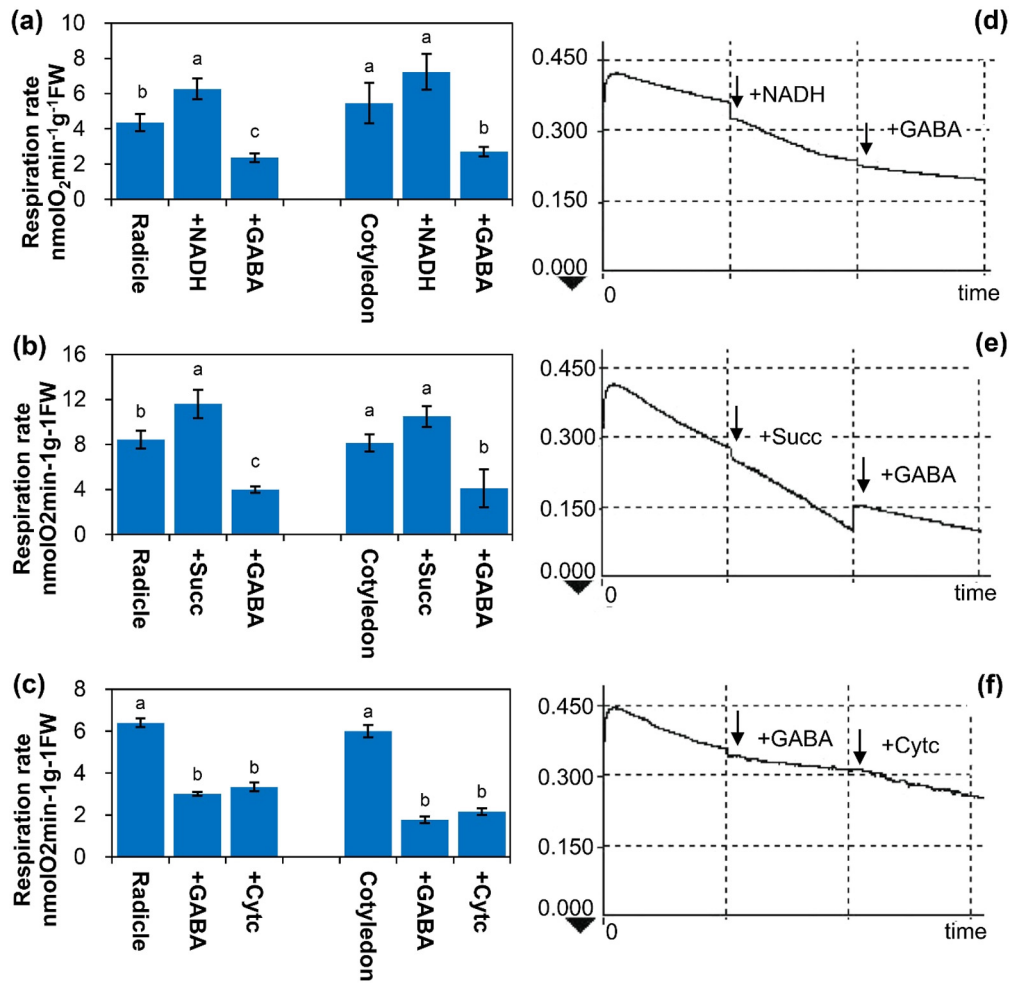 (a)
Respiration rate
nmolO₂min⁻¹g⁻¹FW
10
8
6
4
2
0
b
a
c
a
a
b
Radicle
+NADH
+GABA
Cotyledon
+NADH
+GABA
(d)
0.450
0.300
0.150
0.000
+NADH
+GABA
0
time
(b)
Respiration rate
nmolO2min-1g-1FW
16
12
8
4
0
b
a
c
a
a
b
Radicle
+Succ
+GABA
Cotyledon
+Succ
+GABA
(e)
0.450
0.300
0.150
0.000
+Succ
+GABA
0
time
(c)
Respiration rate
nmolO2min-1g-1FW
8
6
4
2
0
a
b
b
a
b
b
Radicle
+GABA
+Cytc
Cotyledon
+GABA
+Cytc
(f)
0.450
0.300
0.150
0.000
+GABA
+Cytc
0
time